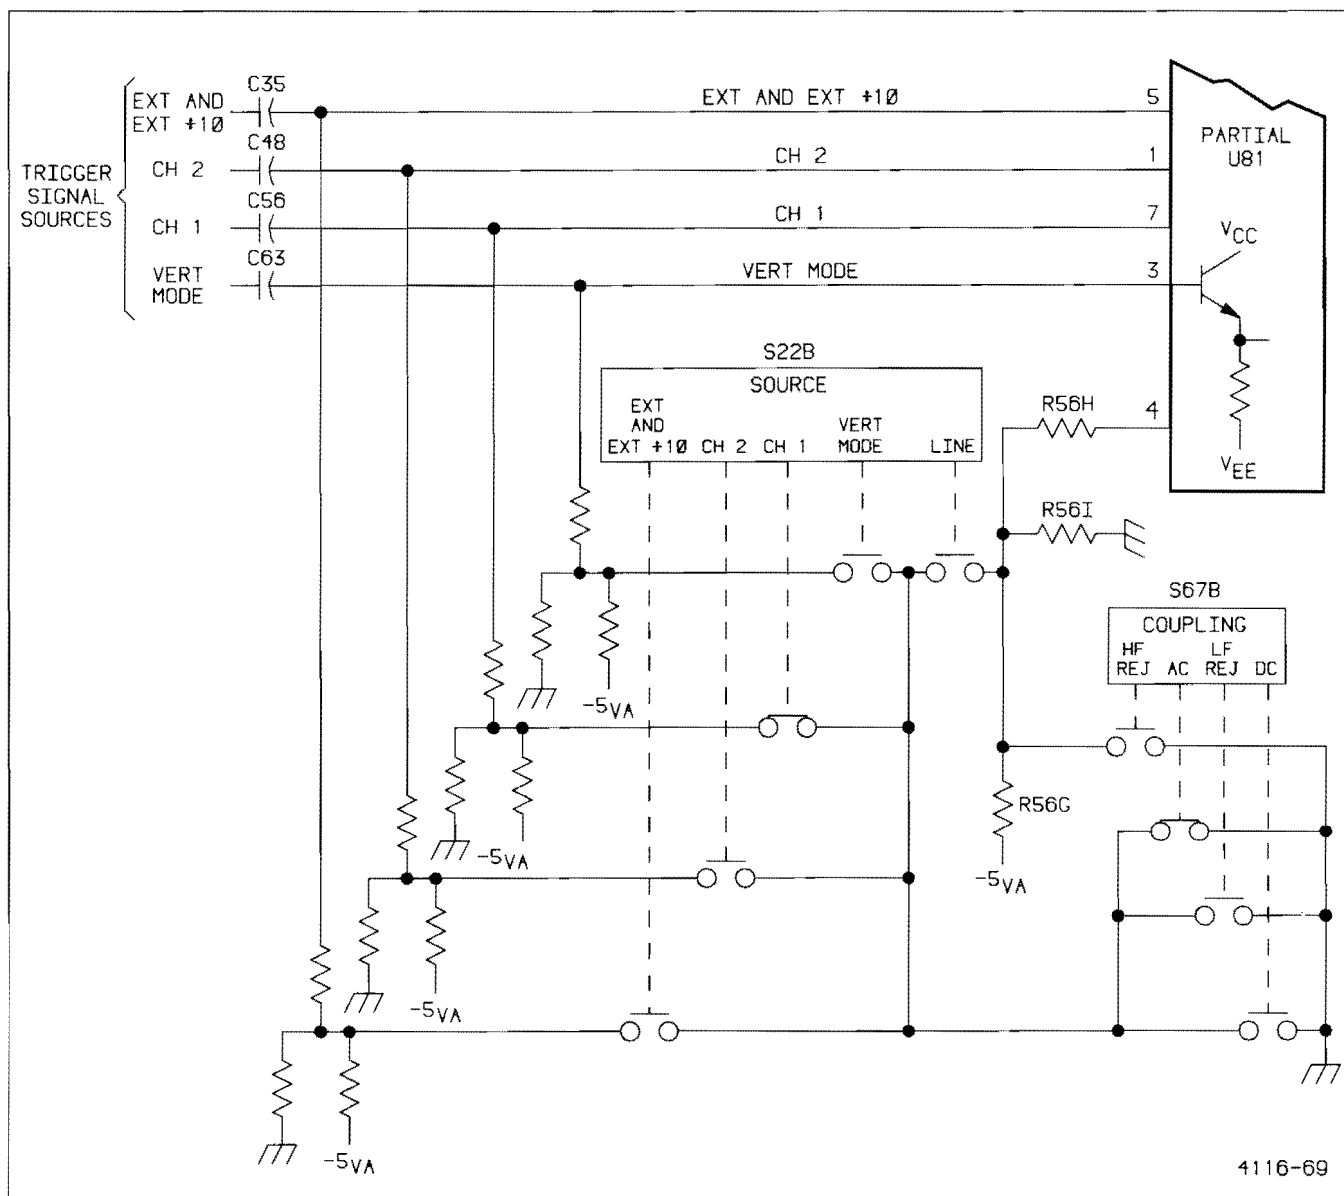 C35
EXT AND
EXT ÷10
EXT AND EXT ÷10
5
C48
CH 2
CH 2
1
TRIGGER
SIGNAL
SOURCES
C56
CH 1
CH 1
7
C63
VERT
MODE
VERT MODE
3
PARTIAL
U81
VCC
VEE
S22B
SOURCE
EXT
AND
EXT ÷10
CH 2
CH 1
VERT
MODE
LINE
R56H
4
R56I
S67B
COUPLING
HF
REJ
AC
LF
REJ
DC
-5VA
-5VA
R56G
-5VA
-5VA
-5VA
4116-69